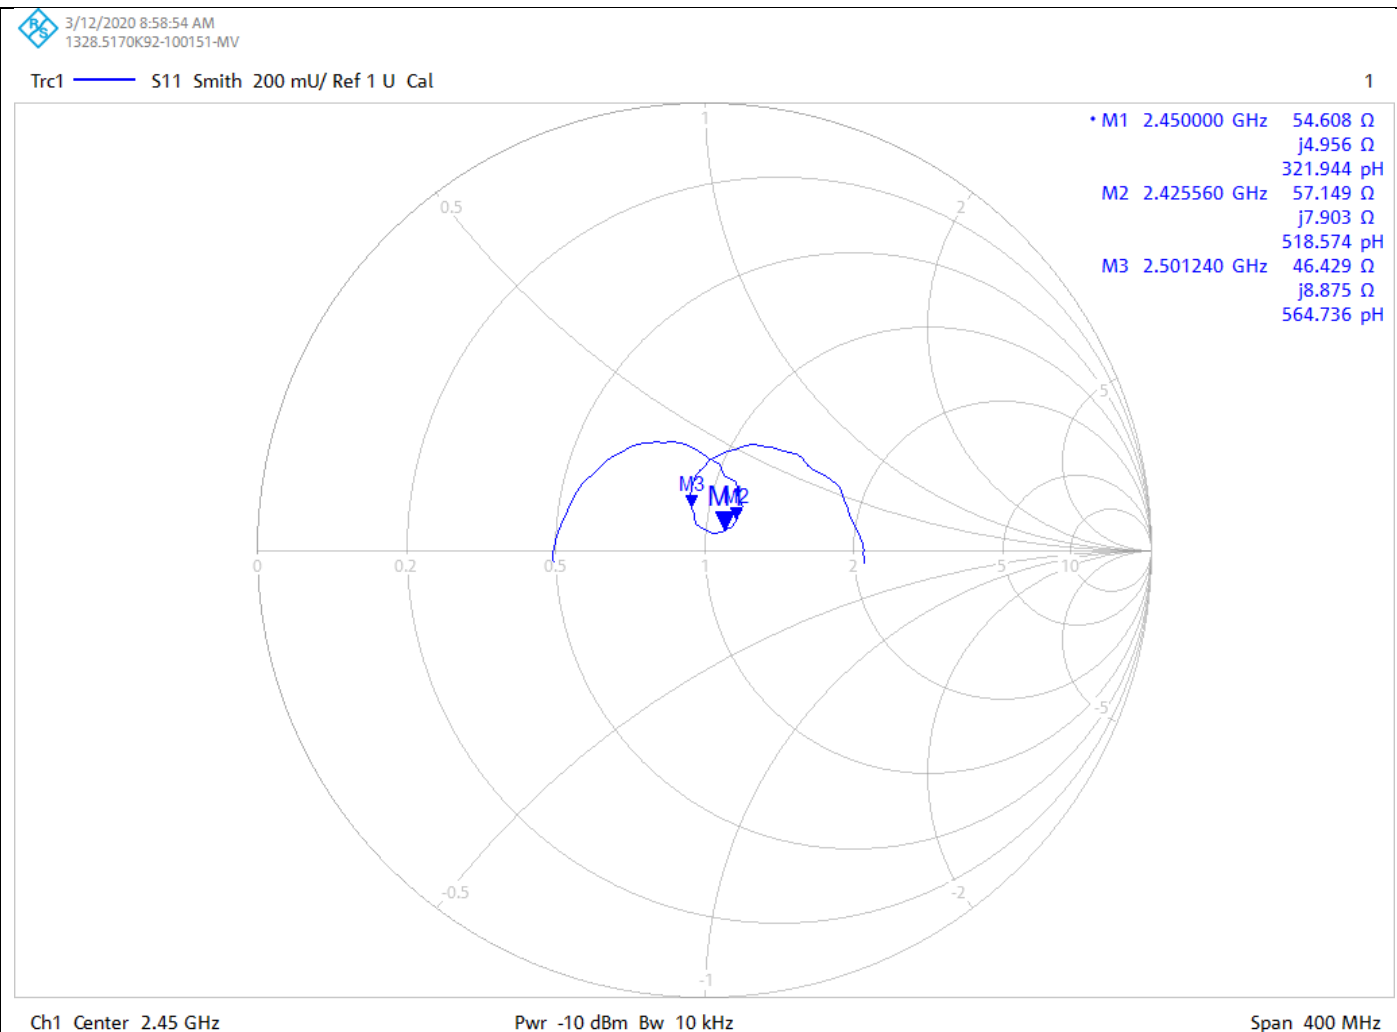 R&S
3/12/2020 8:58:54 AM
1328.5170K92-100151-MV
Trc1 S11 Smith 200 mU/ Ref 1 U Cal 1
• M1 2.450000 GHz 54.608 Ω
j4.956 Ω
321.944 pH
M2 2.425560 GHz 57.149 Ω
j7.903 Ω
518.574 pH
M3 2.501240 GHz 46.429 Ω
j8.875 Ω
564.736 pH
1
0.5 2
5
M3 M1 M2
0 0.2 0.5 1 2 5 10
-5
-0.5 -2
-1
Ch1 Center 2.45 GHz Pwr -10 dBm Bw 10 kHz Span 400 MHz